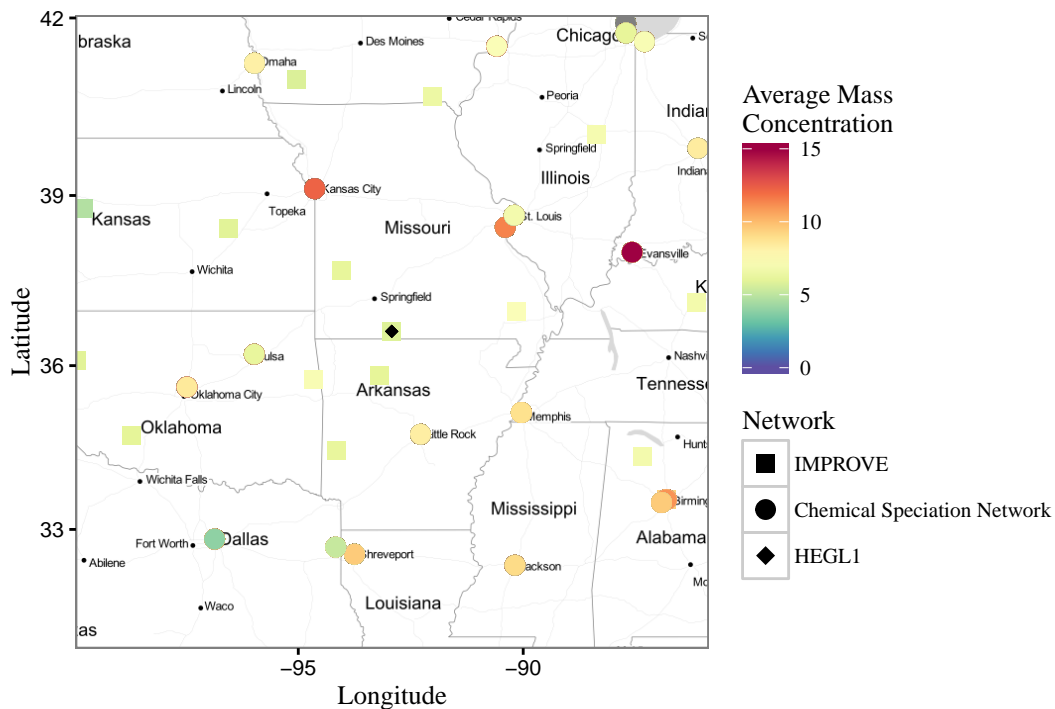 42
39
36
33
Latitude
−95
−90
Longitude
Cedar Rapids
Des Moines
Chicago
braska
Omaha
Lincoln
Peoria
Indian
Springfield
Illinois
Indiana
Kansas City
Topeka
Kansas
Missouri
St. Louis
Evansville
Wichita
Springfield
K
Tulsa
Nashvi
Oklahoma City
Arkansas
Tennesse
Oklahoma
Little Rock
Memphis
Hunts
Wichita Falls
Mississippi
Birming
Fort Worth
Dallas
Alabama
Abilene
Shreveport
Jackson
Mo
Waco
Louisiana
as
Average Mass
Concentration
15
10
5
0
Network
IMPROVE
Chemical Speciation Network
HEGL1